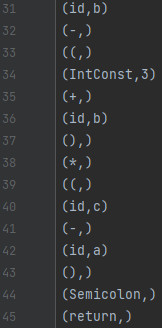 31 (id,b)
32 (-,)
33 ((,)
34 (IntConst,3)
35 (+,)
36 (id,b)
37 (),)
38 (*,)
39 ((,)
40 (id,c)
41 (-,)
42 (id,a)
43 (),)
44 (Semicolon,)
45 (return,)